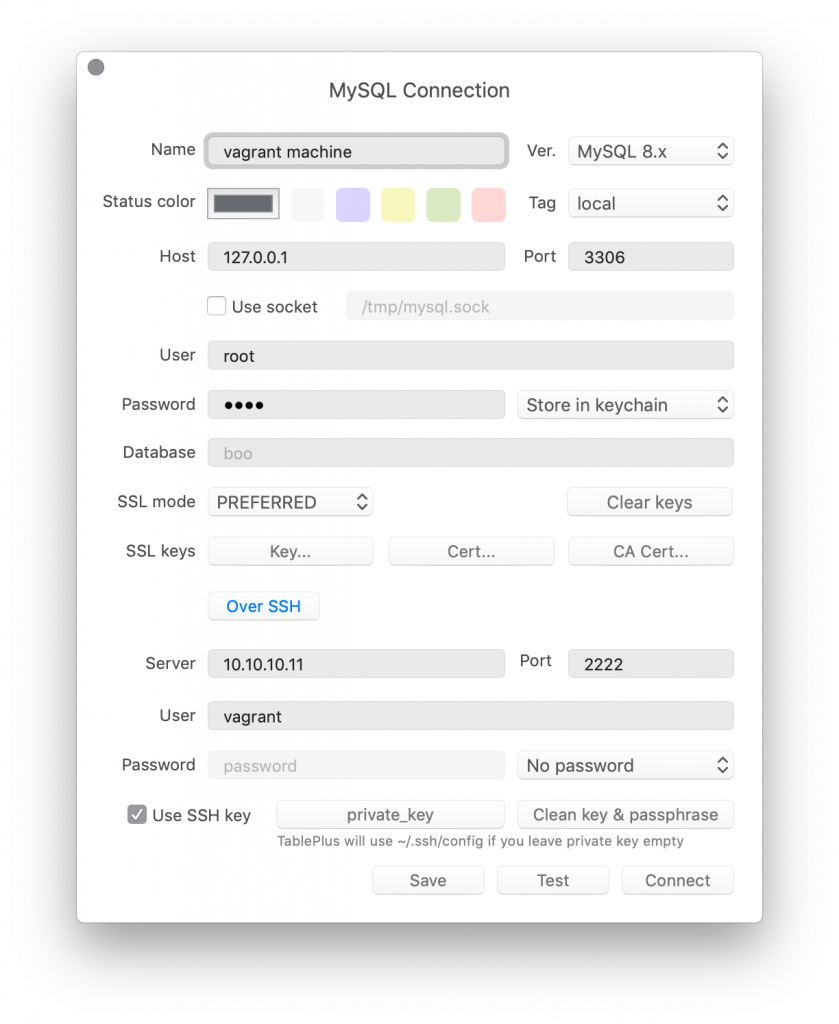 MySQL Connection
Name vagrant machine Ver. MySQL 8.x
Status color Tag local
Host 127.0.0.1 Port 3306
Use socket /tmp/mysql.sock
User root
Password •••• Store in keychain
Database boo
SSL mode PREFERRED Clear keys
SSL keys Key... Cert... CA Cert...
Over SSH
Server 10.10.10.11 Port 2222
User vagrant
Password password No password
Use SSH key private_key Clean key & passphrase
TablePlus will use ~/.ssh/config if you leave private key empty
Save Test Connect